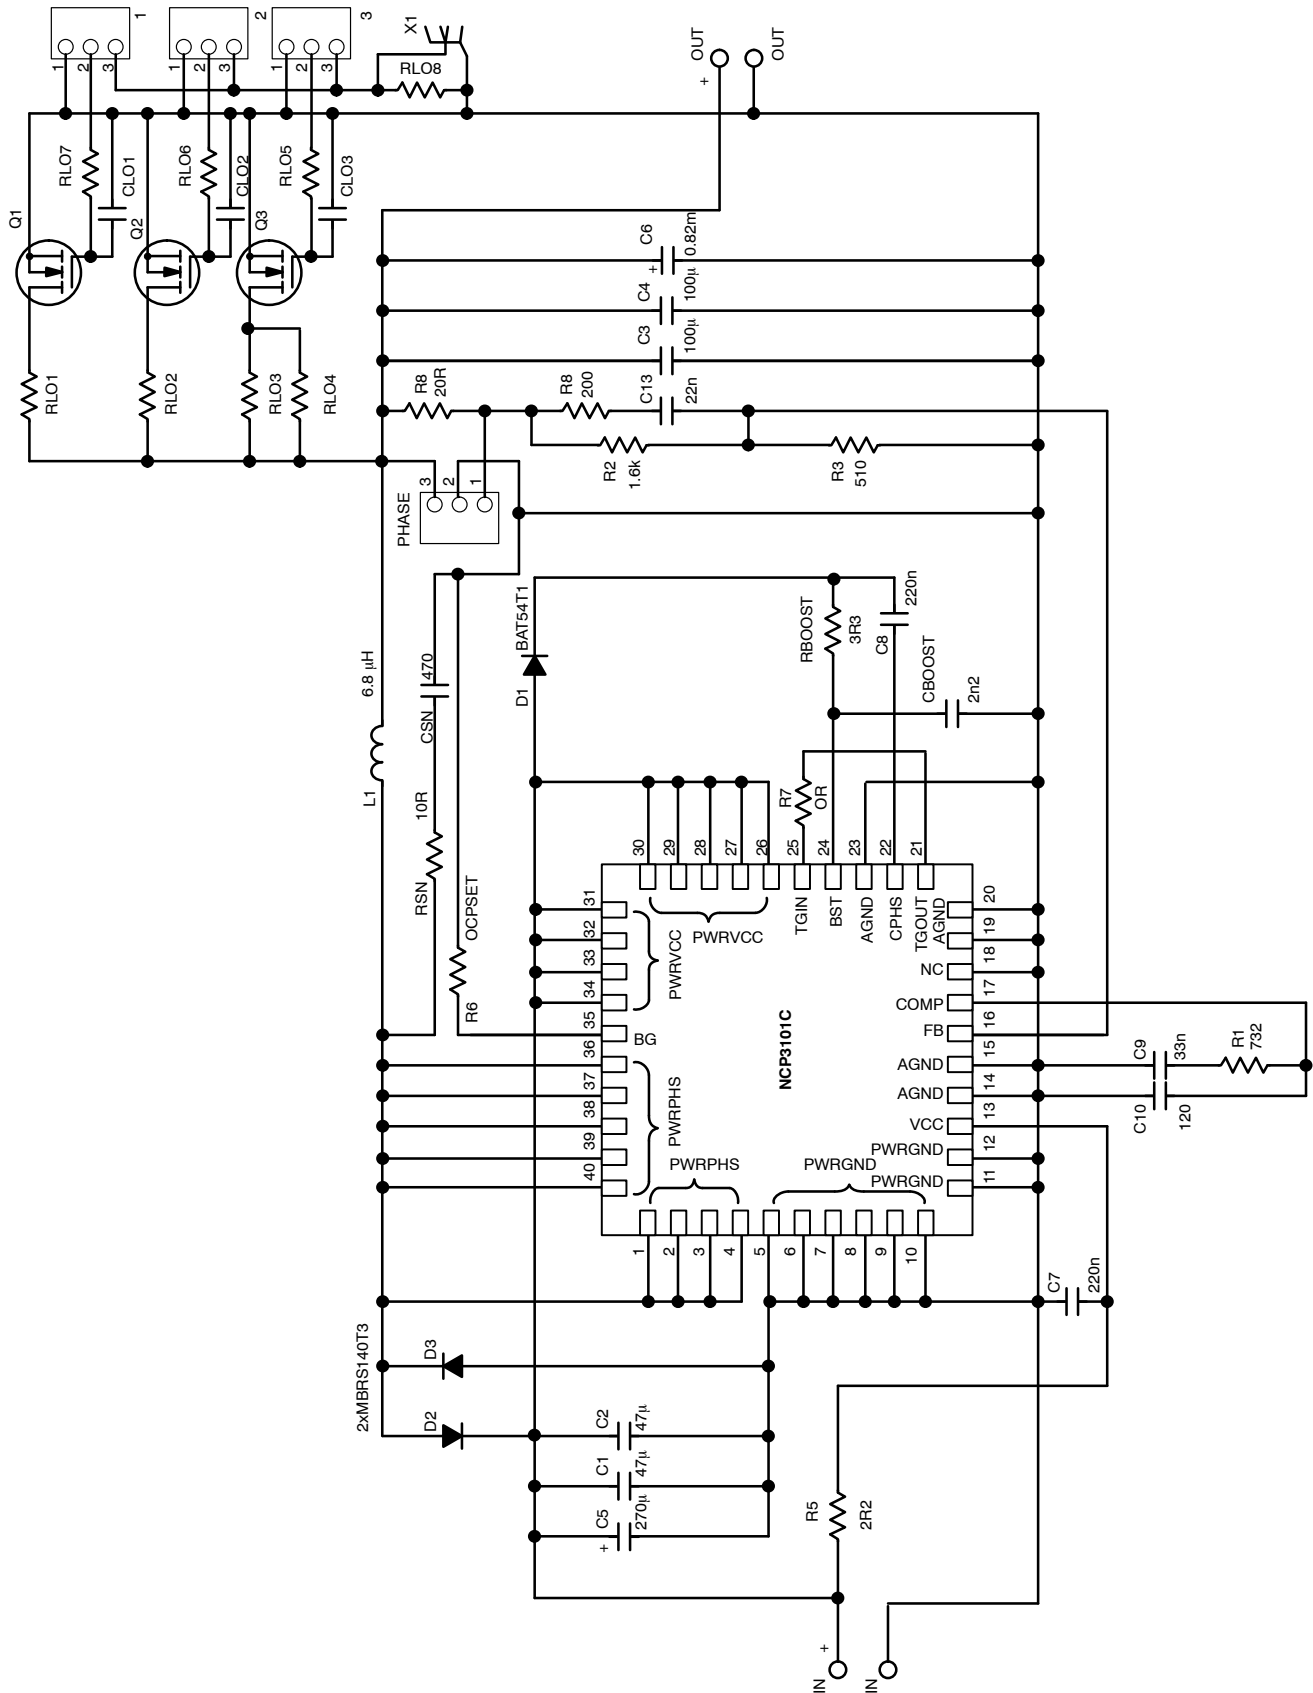 1
2
3
1
2
3
1
2
3
1
2
3
X1
RLO8
RLO7
CLO1
RLO6
CLO2
RLO5
CLO3
Q1
Q2
Q3
RLO1
RLO2
RLO3
RLO4
OUT
+
OUT
C6
+
0.82m
C4
100µ
C3
100µ
R8
20R
R8
200
C13
22n
R2
1.6k
R3
510
PHASE
3
2
1
6.8 µH
L1
470
CSN
10R
RSN
OCPSET
R6
BAT54T1
D1
RBOOST
3R3
C8
220n
CBOOST
2n2
R7
OR
30
29
28
27
26
25
24
23
22
21
PWRVCC
TGIN
BST
AGND
CPHS
TGOUT
31
32
33
34
35
36
37
38
39
40
PWRVCC
BG
PWRPHS
NCP3101C
AGND
NC
COMP
FB
AGND
AGND
VCC
PWRGND
PWRGND
20
19
18
17
16
15
14
13
12
11
PWRPHS
PWRGND
1
2
3
4
5
6
7
8
9
10
C9
33n
R1
732
C10
120
C7
220n
2xMBRS140T3
D3
D2
C2
47µ
C1
47µ
C5
+
270µ
R5
2R2
+
IN
IN